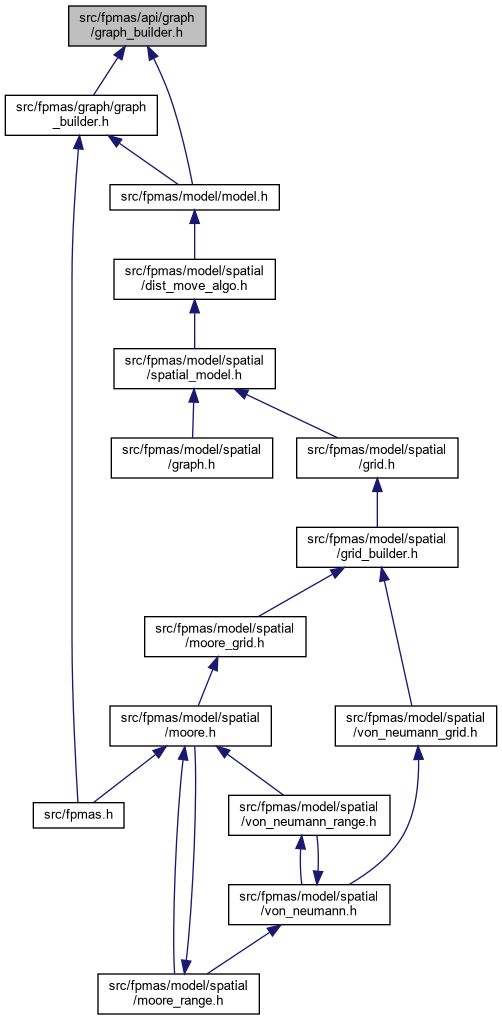 src/fpmas/api/graph
/graph_builder.h
src/fpmas/graph/graph
_builder.h
src/fpmas/model/model.h
src/fpmas/model/spatial
/dist_move_algo.h
src/fpmas/model/spatial
/spatial_model.h
src/fpmas/model/spatial
/graph.h
src/fpmas/model/spatial
/grid.h
src/fpmas/model/spatial
/grid_builder.h
src/fpmas/model/spatial
/moore_grid.h
src/fpmas/model/spatial
/moore.h
src/fpmas/model/spatial
/von_neumann_grid.h
src/fpmas.h
src/fpmas/model/spatial
/von_neumann_range.h
src/fpmas/model/spatial
/von_neumann.h
src/fpmas/model/spatial
/moore_range.h